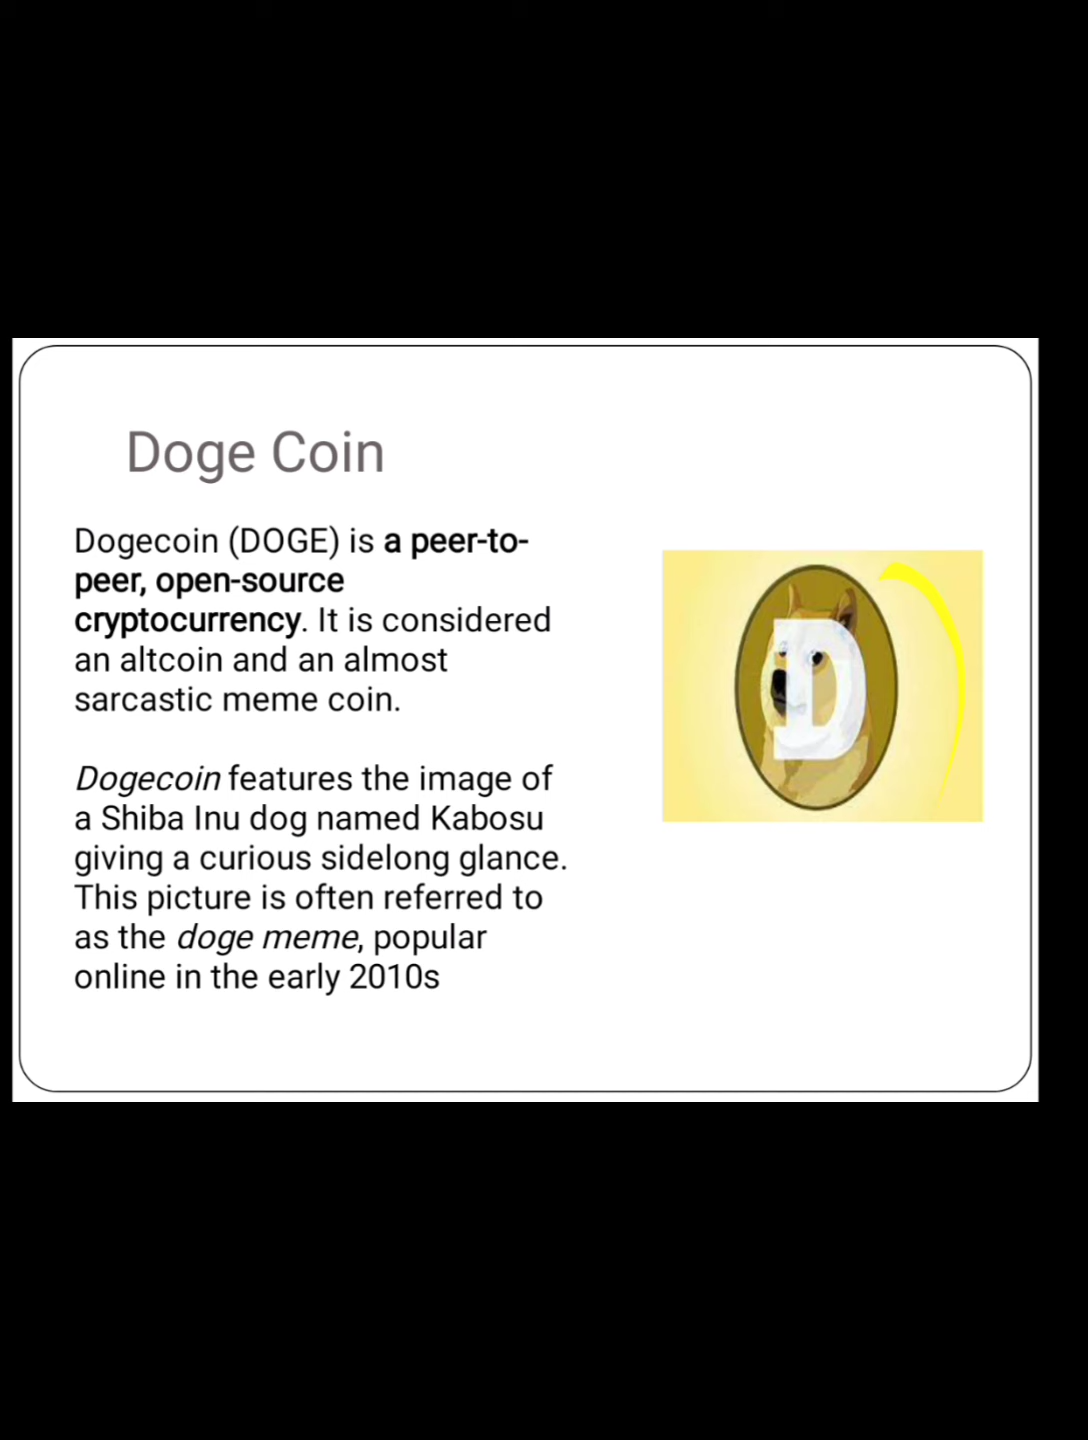 Doge Coin
Dogecoin (DOGE) is a peer-to-
peer, open-source
cryptocurrency. It is considered
an altcoin and an almost
sarcastic meme coin.
Dogecoin features the image of
a Shiba Inu dog named Kabosu
giving a curious sidelong glance.
This picture is often referred to
as the doge meme, popular
online in the early 2010s
D